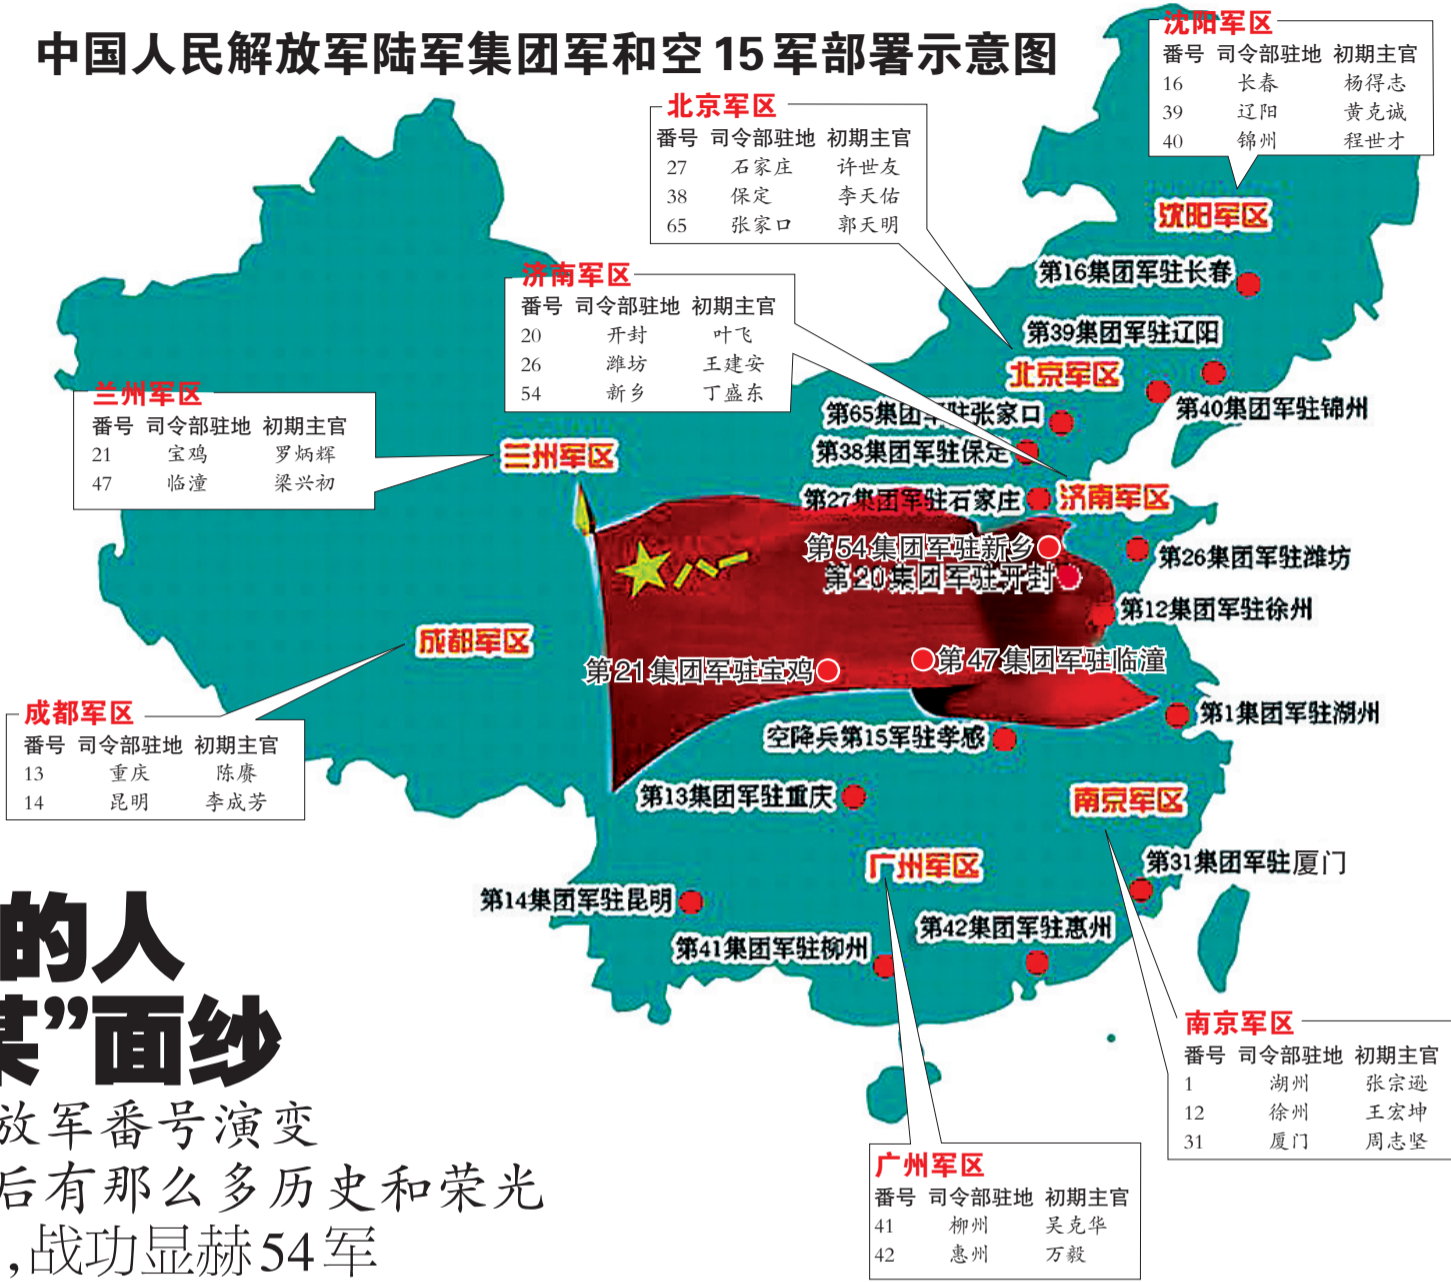 中国人民解放军陆军集团军和空15军部署示意图
沈阳军区
番号 司令部驻地 初期主官
16 长春 杨得志
39 辽阳 黄克诚
40 锦州 程世才
北京军区
番号 司令部驻地 初期主官
27 石家庄 许世友
38 保定 李天佑
65 张家口 郭天明
济南军区
番号 司令部驻地 初期主官
20 开封 叶飞
26 潍坊 王建安
54 新乡 丁盛东
兰州军区
番号 司令部驻地 初期主官
21 宝鸡 罗炳辉
47 临潼 梁兴初
成都军区
番号 司令部驻地 初期主官
13 重庆 陈赓
14 昆明 李成芳
沈阳军区
第16集团军驻长春
第39集团军驻辽阳
北京军区
第40集团军驻锦州
第65集团军驻张家口
第38集团军驻保定
兰州军区
第27集团军驻石家庄
济南军区
第54集团军驻新乡
第26集团军驻潍坊
第20集团军驻开封
第12集团军驻徐州
成都军区
第21集团军驻宝鸡
第47集团军驻临潼
第1集团军驻湖州
空降兵第15军驻孝感
第13集团军驻重庆
南京军区
广州军区
第31集团军驻厦门
第14集团军驻昆明
第42集团军驻惠州
第41集团军驻柳州
南京军区
番号 司令部驻地 初期主官
1 湖州 张宗逊
12 徐州 王宏坤
31 厦门 周志坚
广州军区
番号 司令部驻地 初期主官
41 柳州 吴克华
42 惠州 万毅
的人
某”面纱
放军番号演变
后有那么多历史和荣光
,战功显赫54军